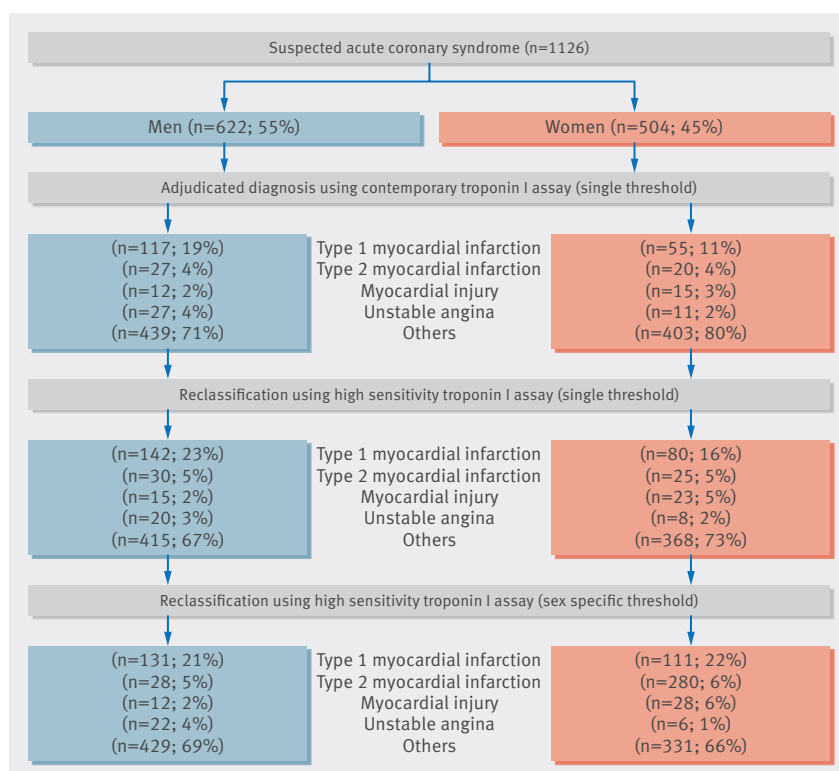 Suspected acute coronary syndrome (n=1126)
Men (n=622; 55%)
Women (n=504; 45%)
Adjudicated diagnosis using contemporary troponin I assay (single threshold)
(n=117; 19%) Type 1 myocardial infarction (n=55; 11%)
(n=27; 4%) Type 2 myocardial infarction (n=20; 4%)
(n=12; 2%) Myocardial injury (n=15; 3%)
(n=27; 4%) Unstable angina (n=11; 2%)
(n=439; 71%) Others (n=403; 80%)
Reclassification using high sensitivity troponin I assay (single threshold)
(n=142; 23%) Type 1 myocardial infarction (n=80; 16%)
(n=30; 5%) Type 2 myocardial infarction (n=25; 5%)
(n=15; 2%) Myocardial injury (n=23; 5%)
(n=20; 3%) Unstable angina (n=8; 2%)
(n=415; 67%) Others (n=368; 73%)
Reclassification using high sensitivity troponin I assay (sex specific threshold)
(n=131; 21%) Type 1 myocardial infarction (n=111; 22%)
(n=28; 5%) Type 2 myocardial infarction (n=280; 6%)
(n=12; 2%) Myocardial injury (n=28; 6%)
(n=22; 4%) Unstable angina (n=6; 1%)
(n=429; 69%) Others (n=331; 66%)